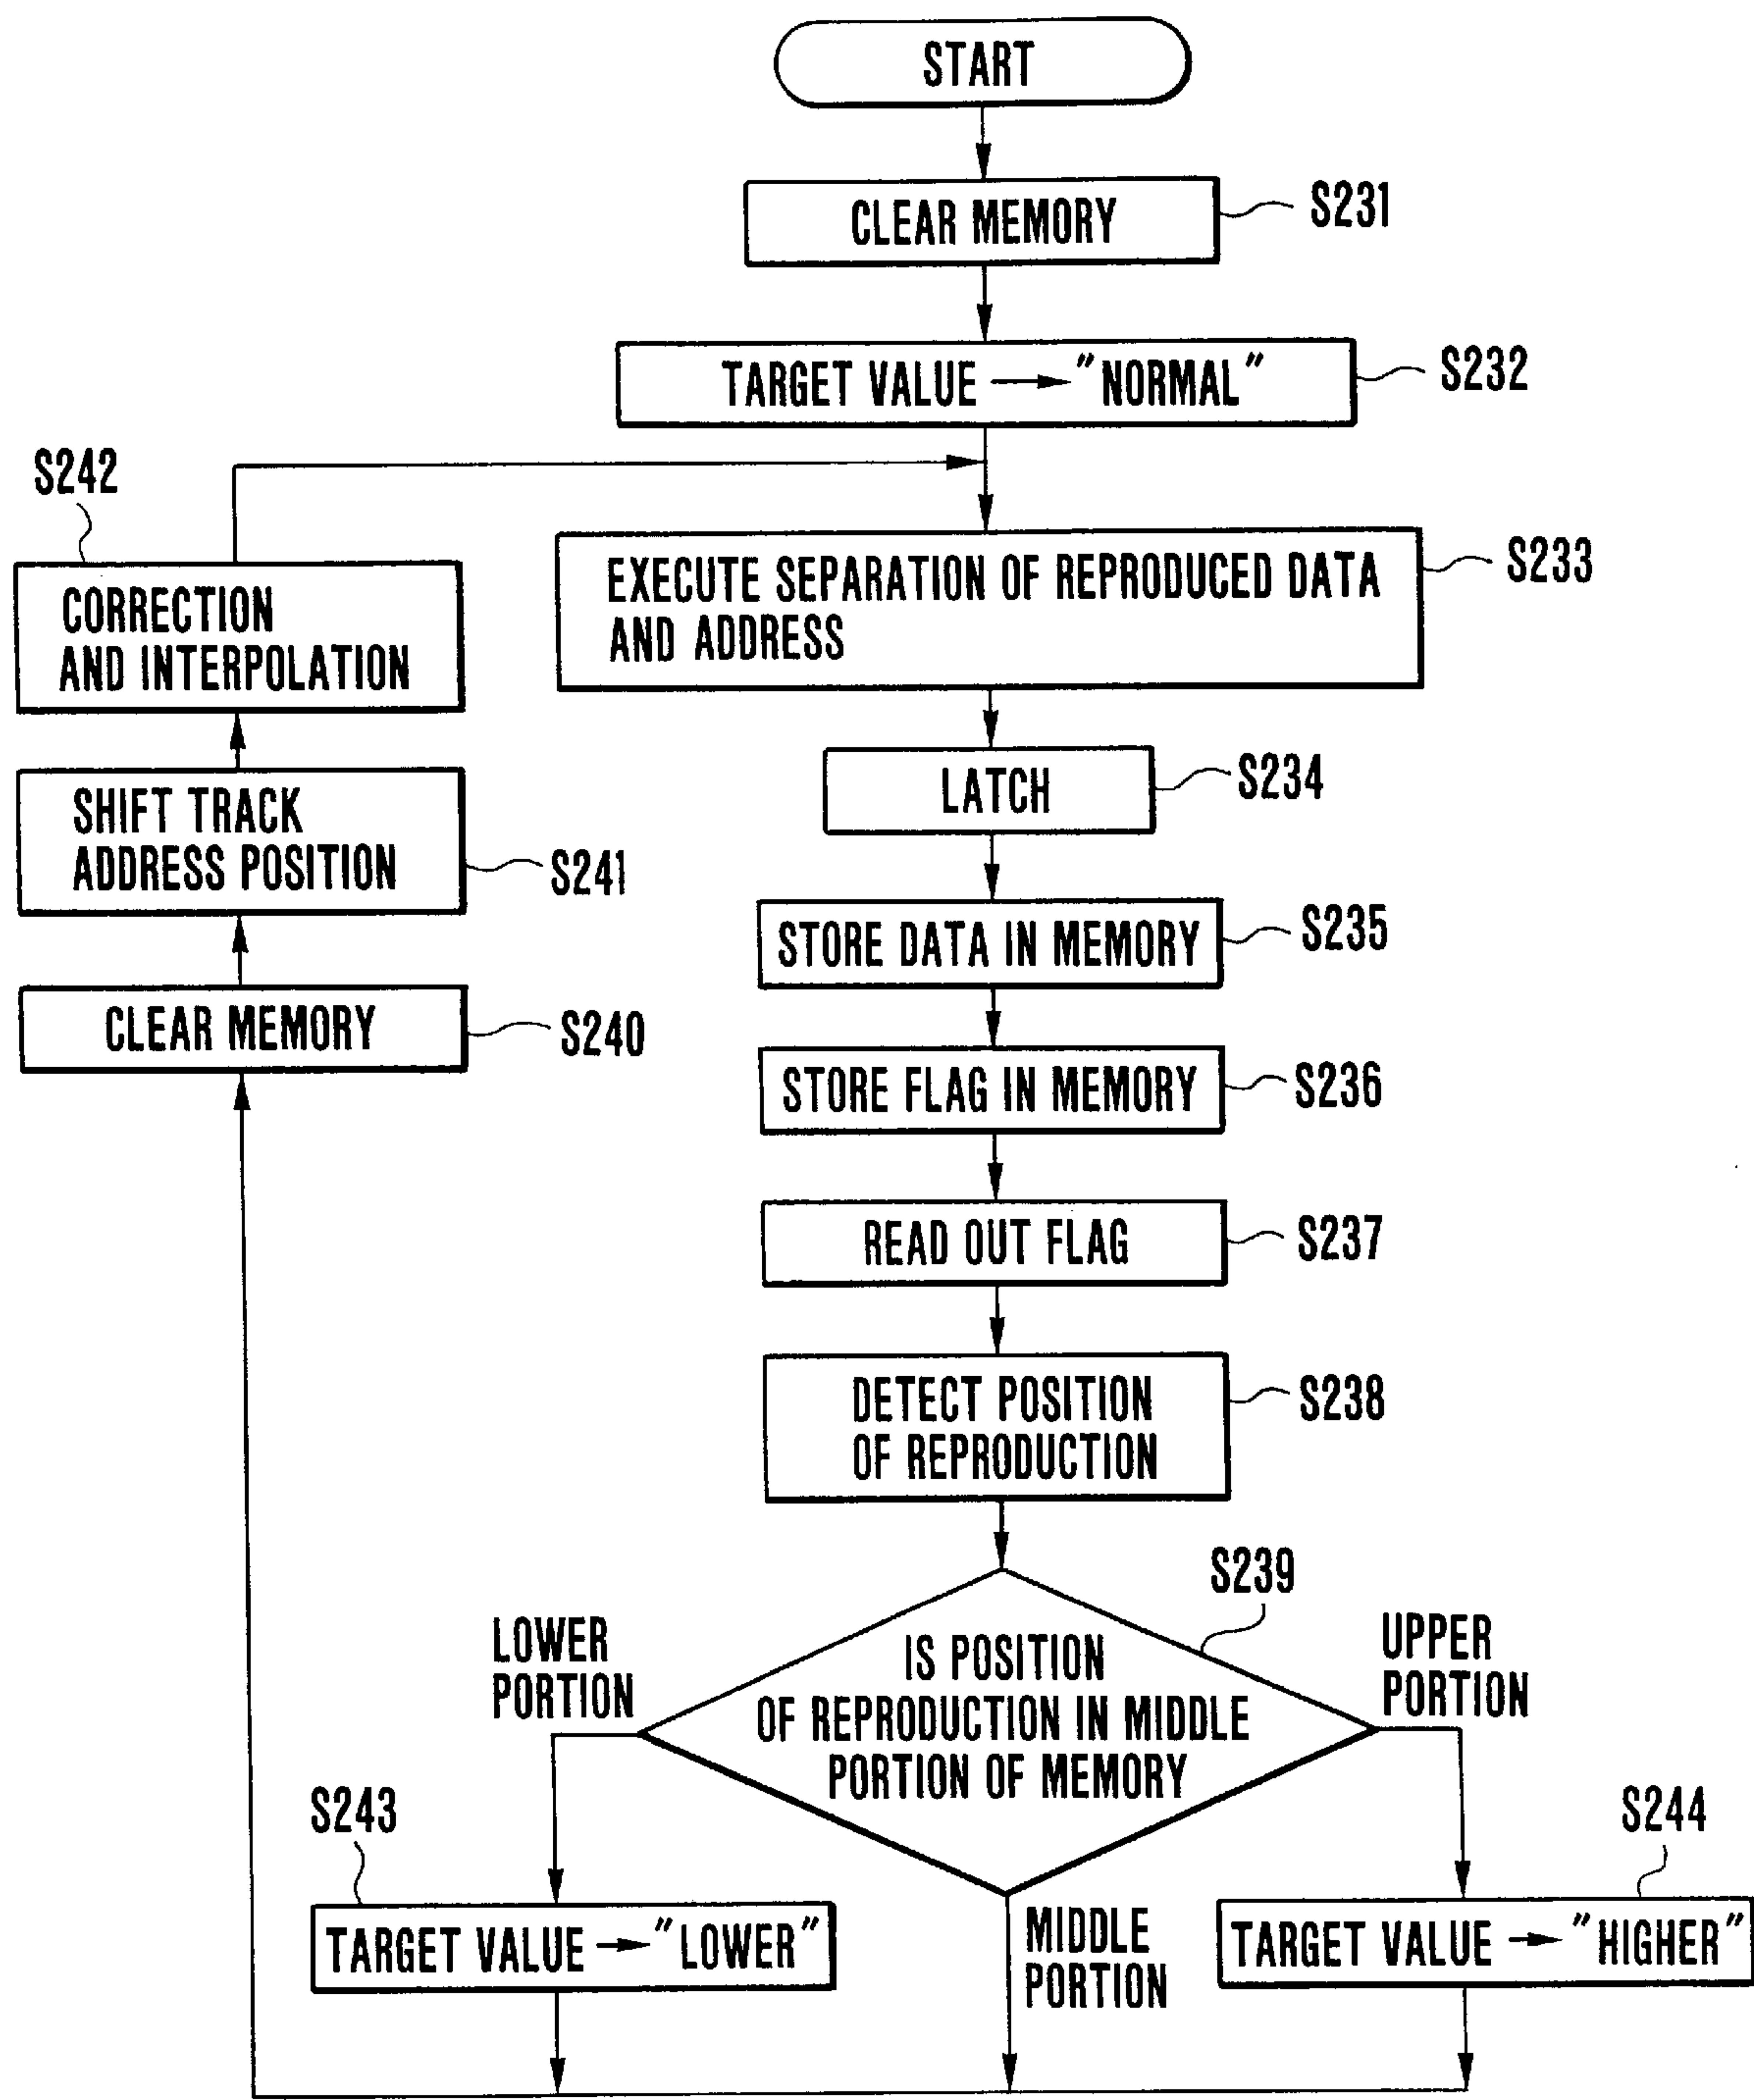 START
CLEAR MEMORY
S231
TARGET VALUE → "NORMAL"
S232
S242
CORRECTION
AND INTERPOLATION
EXECUTE SEPARATION OF REPRODUCED DATA
AND ADDRESS
S233
SHIFT TRACK
ADDRESS POSITION
S241
LATCH
S234
STORE DATA IN MEMORY
S235
CLEAR MEMORY
S240
STORE FLAG IN MEMORY
S236
READ OUT FLAG
S237
DETECT POSITION
OF REPRODUCTION
S238
S239
LOWER
PORTION
IS POSITION
OF REPRODUCTION IN MIDDLE
PORTION OF MEMORY
UPPER
PORTION
S243
TARGET VALUE → "LOWER"
MIDDLE
PORTION
S244
TARGET VALUE → "HIGHER"